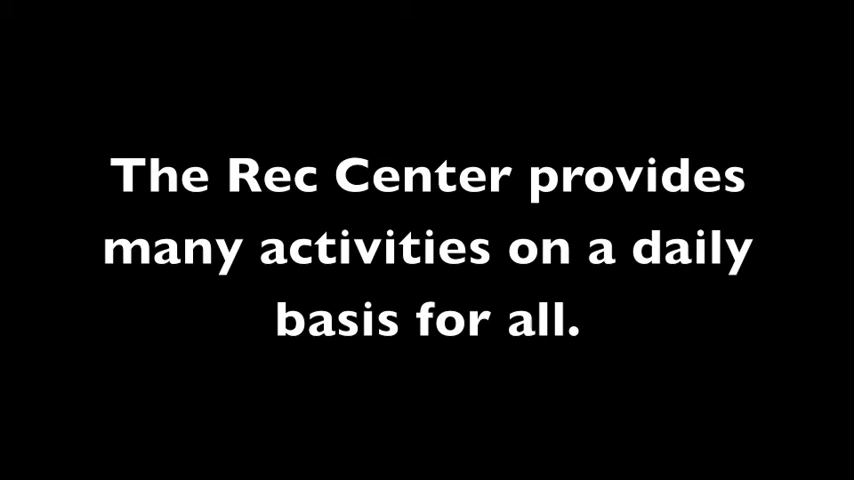 The Rec Center provides
many activities on a daily
basis for all.